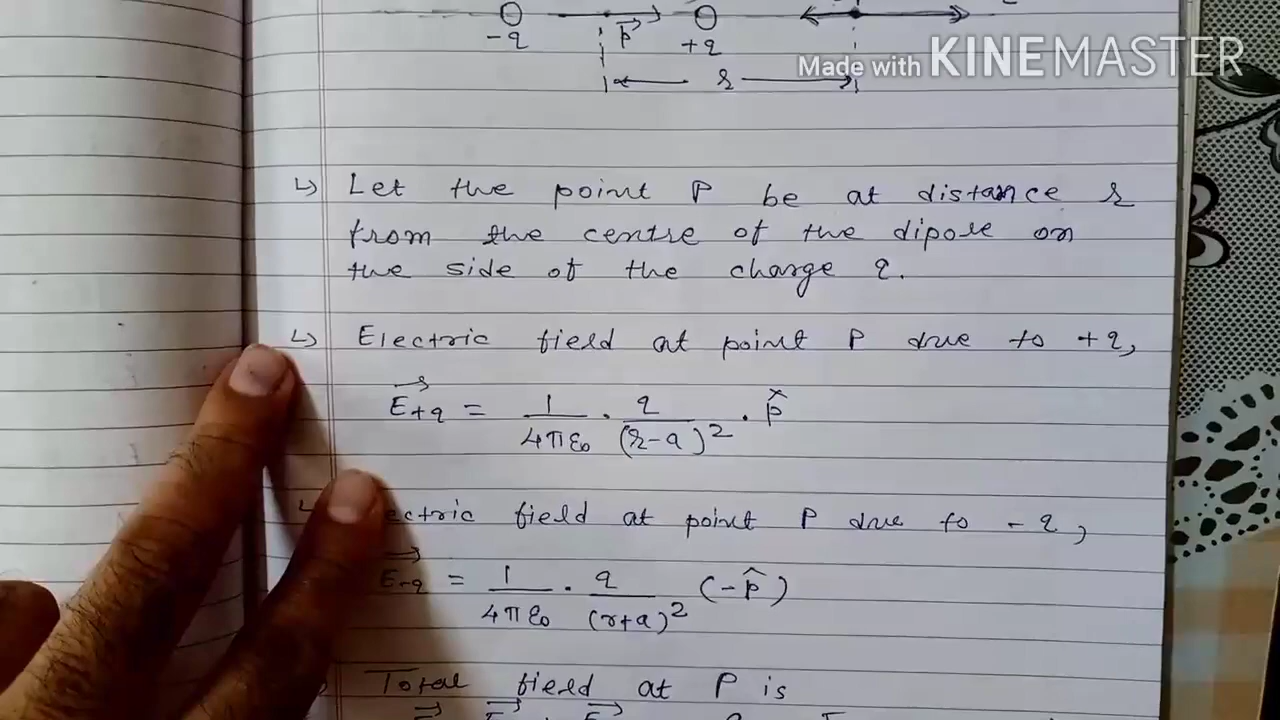 -q p +q
Made with KINEMASTER
r
↳ Let the point P be at distance r
from the centre of the dipole on
the side of the charge q.
↳ Electric field at point P due to +q,
E+q = 1/4πε₀ . q/(r-a)² . p̂
ectric field at point P due to -q,
E-q = 1/4πε₀ . q/(r+a)² (-p̂)
Total field at P is